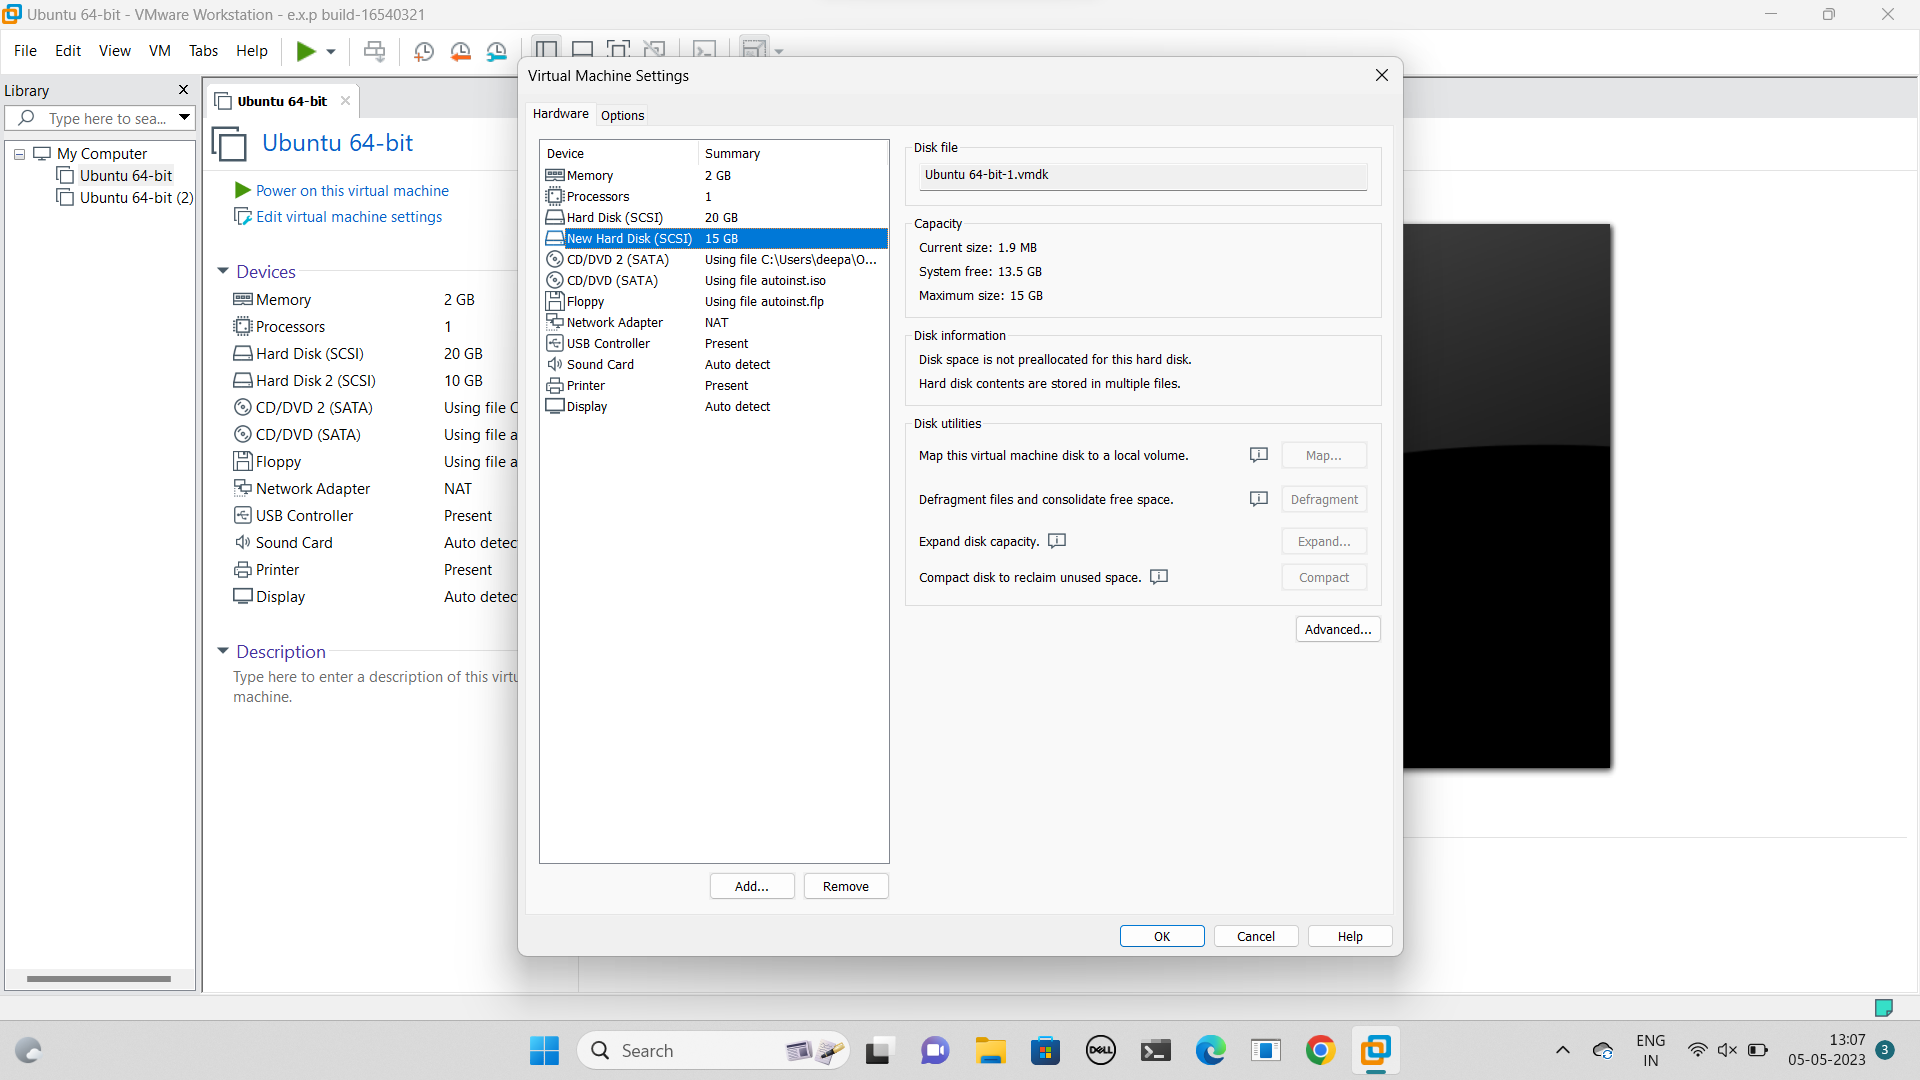 Ubuntu 64-bit - VMware Workstation - e.x.p build-16540321
File Edit View VM Tabs Help
Library
Type here to sea...
My Computer
Ubuntu 64-bit
Ubuntu 64-bit (2)
Ubuntu 64-bit
Ubuntu 64-bit
Power on this virtual machine
Edit virtual machine settings
Devices
Memory 2 GB
Processors 1
Hard Disk (SCSI) 20 GB
Hard Disk 2 (SCSI) 10 GB
CD/DVD 2 (SATA) Using file C
CD/DVD (SATA) Using file a
Floppy Using file a
Network Adapter NAT
USB Controller Present
Sound Card Auto detec
Printer Present
Display Auto detec
Description
Type here to enter a description of this virtu
machine.
Virtual Machine Settings
Hardware Options
Device Summary
Memory 2 GB
Processors 1
Hard Disk (SCSI) 20 GB
New Hard Disk (SCSI) 15 GB
CD/DVD 2 (SATA) Using file C:\Users\deepa\O...
CD/DVD (SATA) Using file autoinst.iso
Floppy Using file autoinst.flp
Network Adapter NAT
USB Controller Present
Sound Card Auto detect
Printer Present
Display Auto detect
Add... Remove
Disk file
Ubuntu 64-bit-1.vmdk
Capacity
Current size: 1.9 MB
System free: 13.5 GB
Maximum size: 15 GB
Disk information
Disk space is not preallocated for this hard disk.
Hard disk contents are stored in multiple files.
Disk utilities
Map this virtual machine disk to a local volume. Map...
Defragment files and consolidate free space. Defragment
Expand disk capacity. Expand...
Compact disk to reclaim unused space. Compact
Advanced...
OK Cancel Help
Search
DELL
ENG
IN
13:07
05-05-2023
3